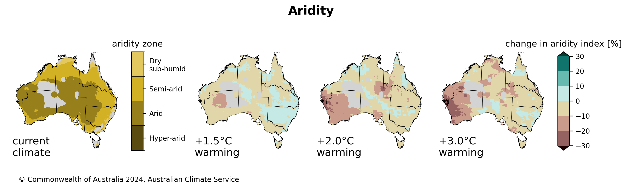 Aridity
aridity zone
Dry
sub-humid
Semi-arid
Arid
Hyper-arid
current
climate
+1.5°C
warming
+2.0°C
warming
+3.0°C
warming
change in aridity index [%]
30
20
10
0
−10
−20
−30
© Commonwealth of Australia 2024, Australian Climate Service